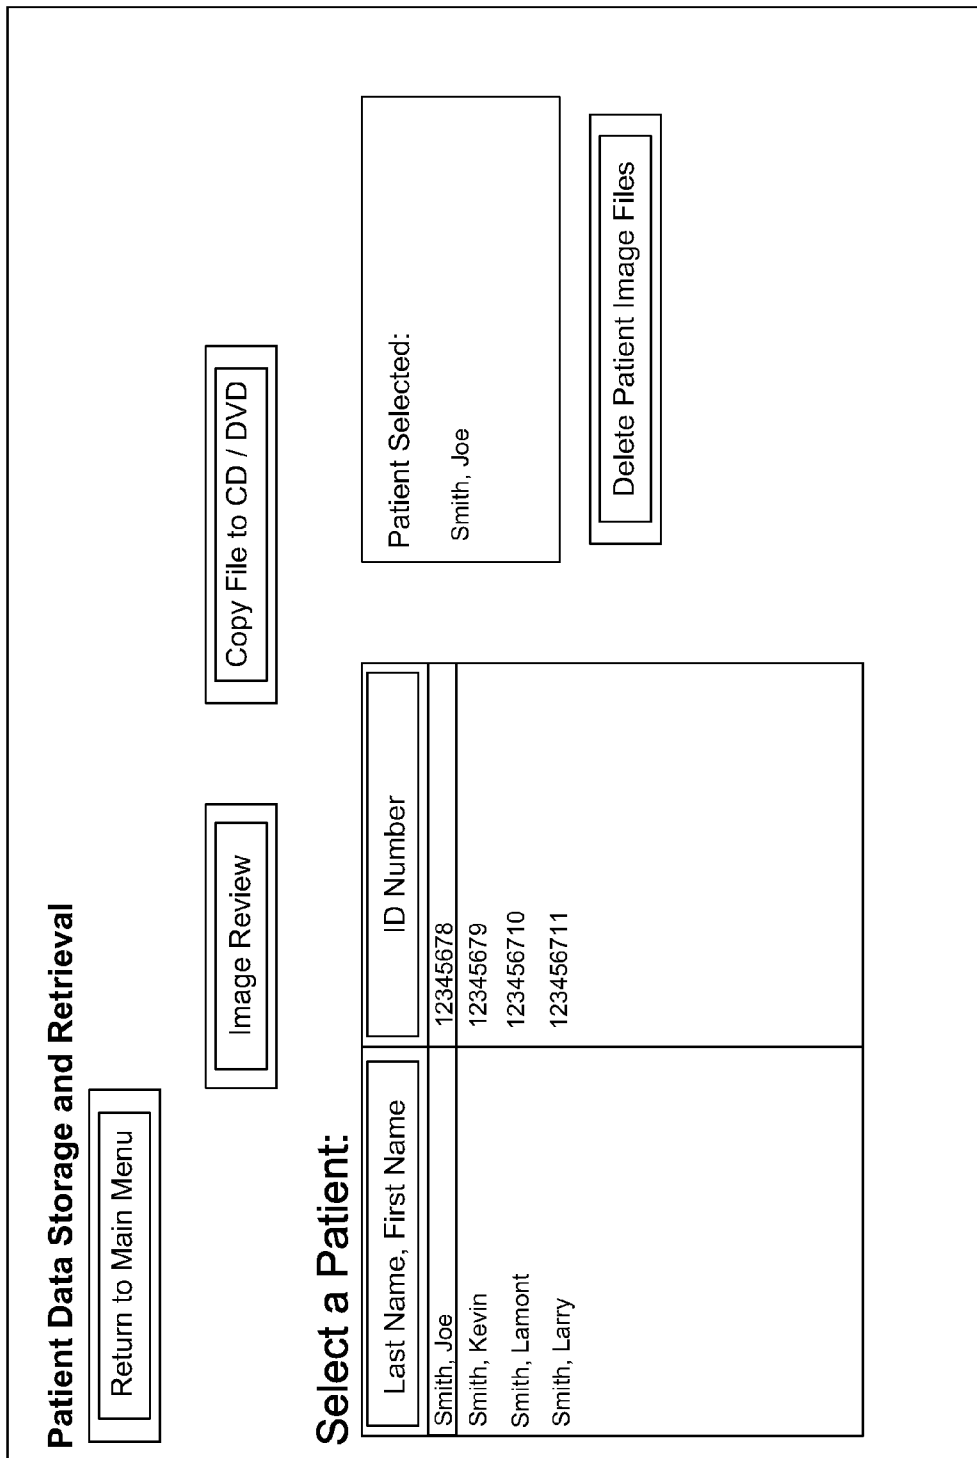 Patient Data Storage and Retrieval
Return to Main Menu
Image Review
Copy File to CD / DVD
Select a Patient:
Last Name, First Name
ID Number
Smith, Joe 12345678
Smith, Kevin 12345679
Smith, Lamont 123456710
Smith, Larry 123456711
Patient Selected:
Smith, Joe
Delete Patient Image Files